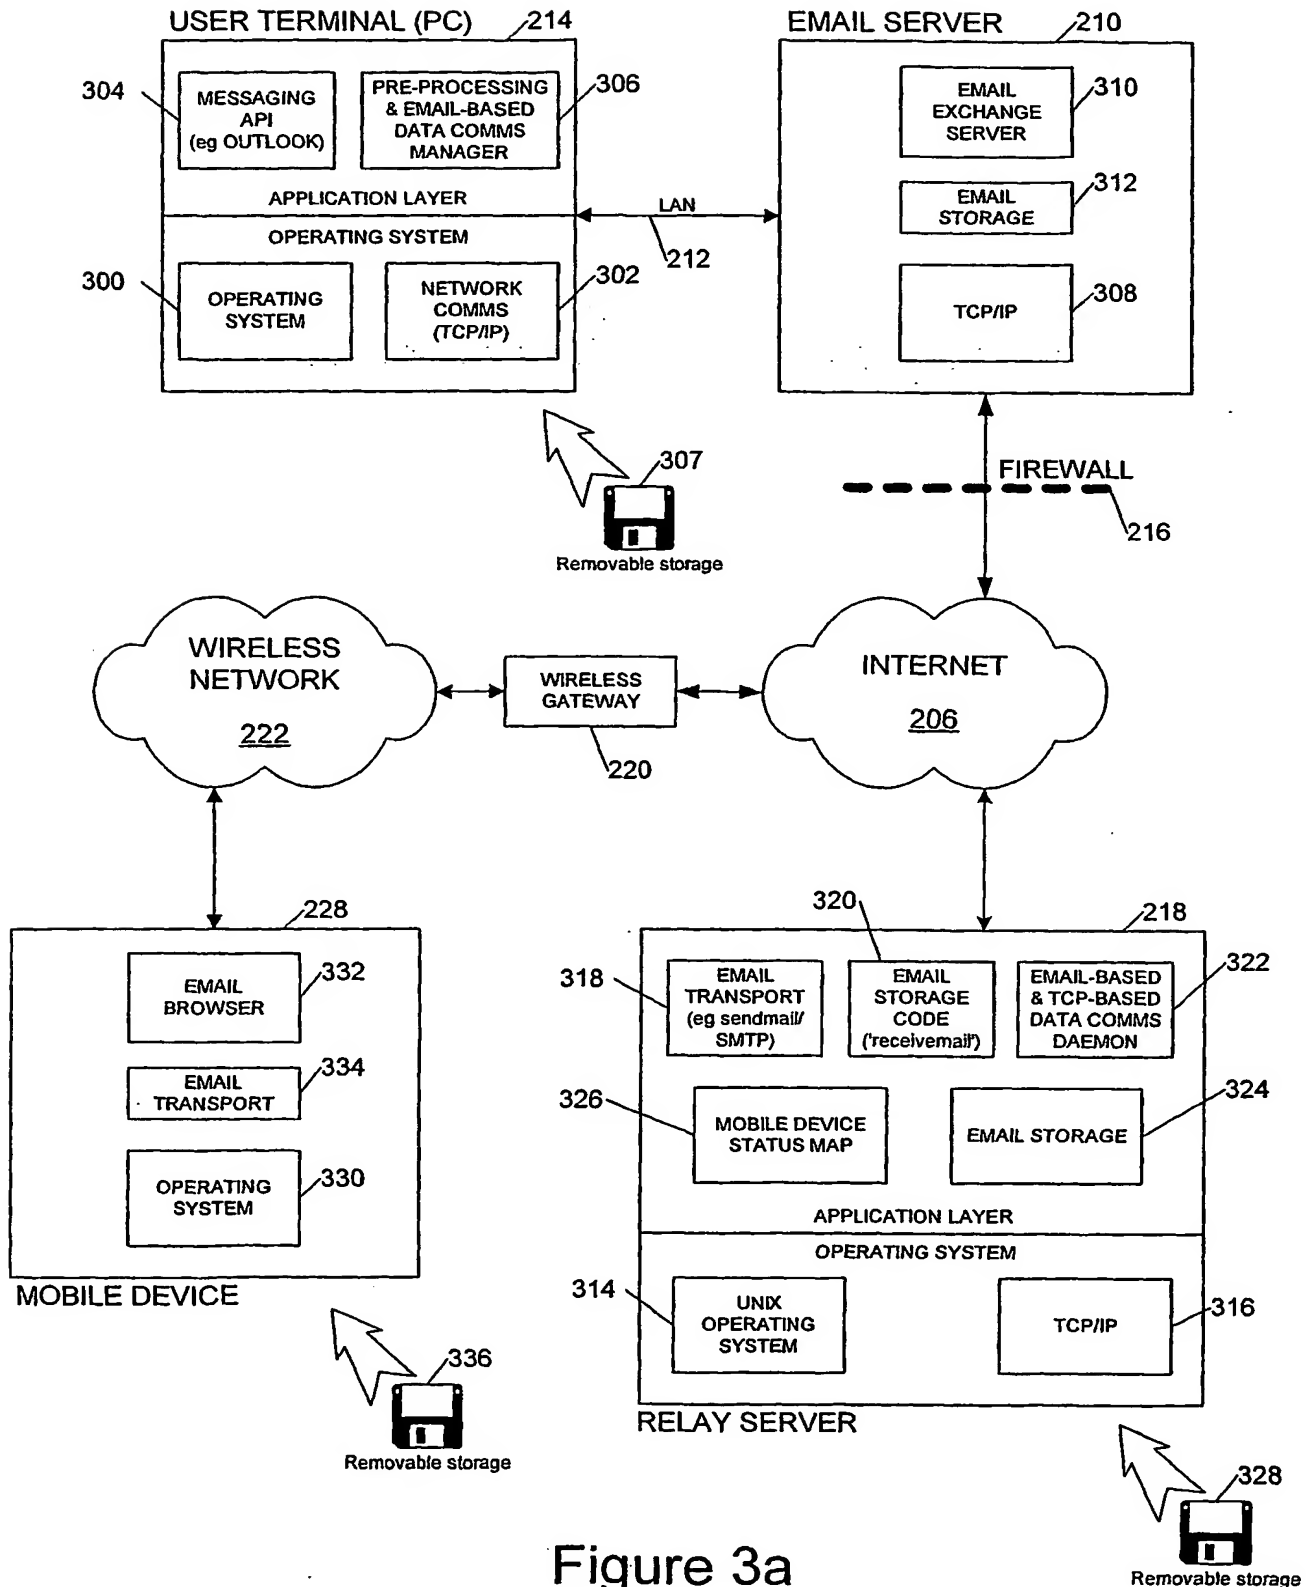 USER TERMINAL (PC)
214
EMAIL SERVER
210
304
MESSAGING
API
(eg OUTLOOK)
PRE-PROCESSING
& EMAIL-BASED
DATA COMMS
MANAGER
306
EMAIL
EXCHANGE
SERVER
310
APPLICATION LAYER
LAN
212
EMAIL
STORAGE
312
OPERATING SYSTEM
300
OPERATING
SYSTEM
NETWORK
COMMS
(TCP/IP)
302
TCP/IP
308
307
Removable storage
FIREWALL
216
WIRELESS
NETWORK
222
WIRELESS
GATEWAY
220
INTERNET
206
228
EMAIL
BROWSER
332
EMAIL
TRANSPORT
334
OPERATING
SYSTEM
330
MOBILE DEVICE
336
Removable storage
218
318
EMAIL
TRANSPORT
(eg sendmail/
SMTP)
320
EMAIL
STORAGE
CODE
('receivemail')
EMAIL-BASED
& TCP-BASED
DATA COMMS
DAEMON
322
326
MOBILE DEVICE
STATUS MAP
EMAIL STORAGE
324
APPLICATION LAYER
OPERATING SYSTEM
314
UNIX
OPERATING
SYSTEM
TCP/IP
316
RELAY SERVER
328
Removable storage
Figure 3a